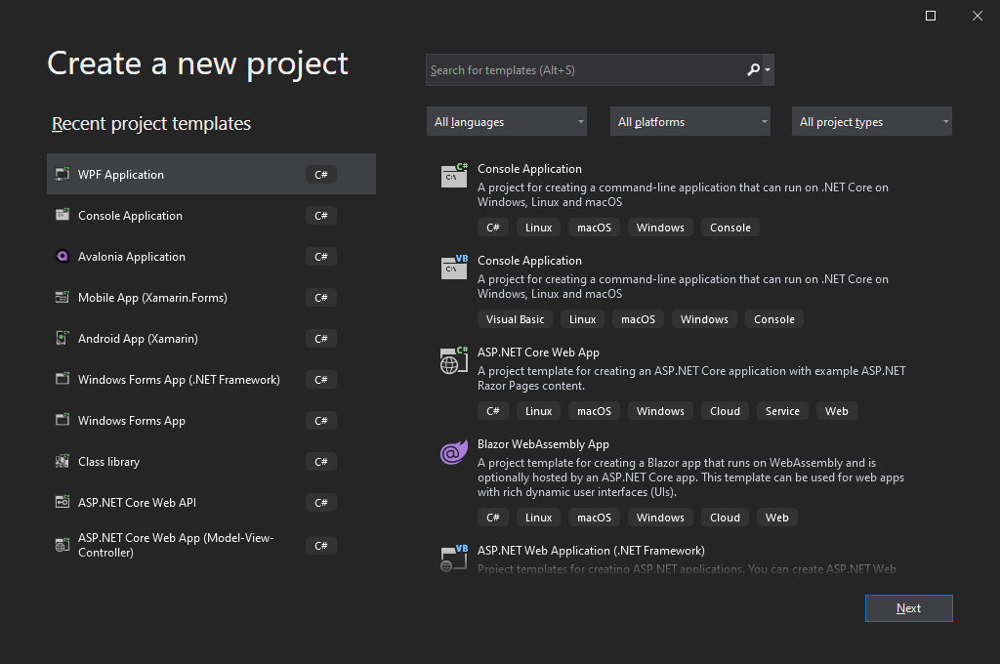 Create a new project
Search for templates (Alt+S)
Recent project templates
All languages
All platforms
All project types
WPF Application C#
Console Application C#
Avalonia Application C#
Mobile App (Xamarin.Forms) C#
Android App (Xamarin) C#
Windows Forms App (.NET Framework) C#
Windows Forms App C#
Class library C#
ASP.NET Core Web API C#
ASP.NET Core Web App (Model-View-
Controller) C#
C#
C:\
Console Application
A project for creating a command-line application that can run on .NET Core on
Windows, Linux and macOS
C# Linux macOS Windows Console
VB
C:\
Console Application
A project for creating a command-line application that can run on .NET Core on
Windows, Linux and macOS
Visual Basic Linux macOS Windows Console
C#
ASP.NET Core Web App
A project template for creating an ASP.NET Core application with example ASP.NET
Razor Pages content.
C# Linux macOS Windows Cloud Service Web
Blazor WebAssembly App
A project template for creating a Blazor app that runs on WebAssembly and is
optionally hosted by an ASP.NET Core app. This template can be used for web apps
with rich dynamic user interfaces (UIs).
C# Linux macOS Windows Cloud Web
VB
ASP.NET Web Application (.NET Framework)
Project templates for creating ASP.NET applications. You can create ASP.NET Web
Next